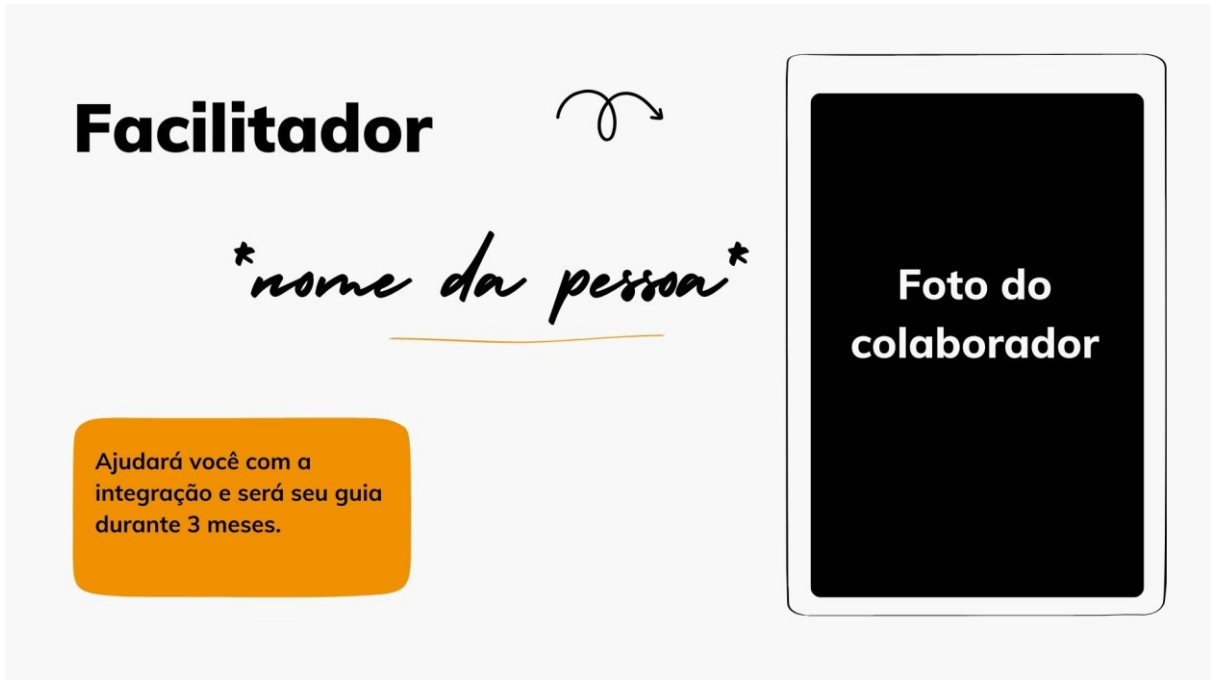 Facilitador
*nome da pessoa*
Foto do
colaborador
Ajudará você com a
integração e será seu guia
durante 3 meses.